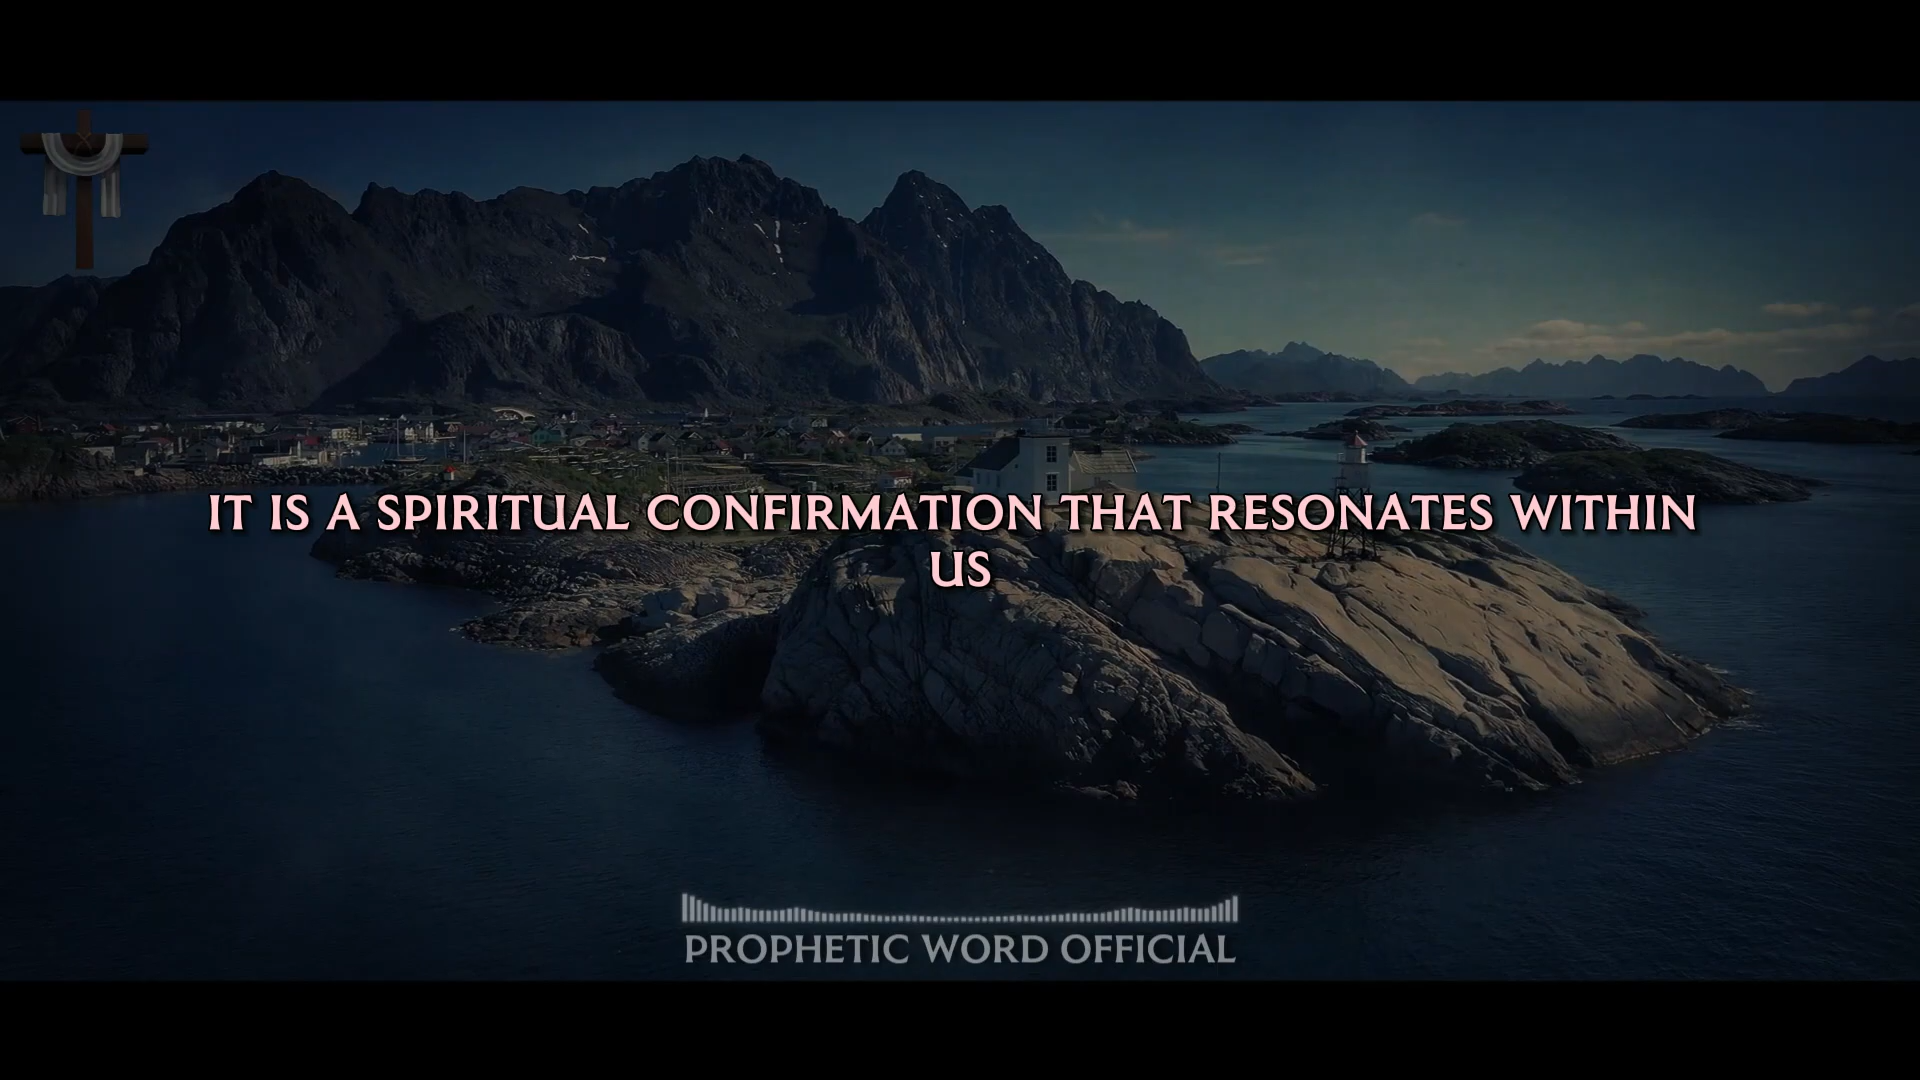 IT IS A SPIRITUAL CONFIRMATION THAT RESONATES WITHIN
US
PROPHETIC WORD OFFICIAL